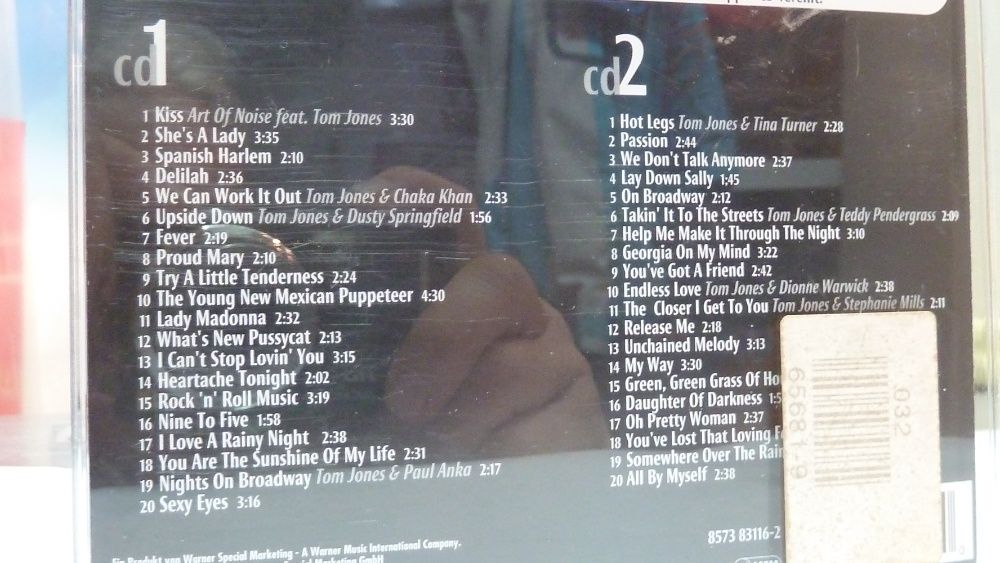 cd1
1 Kiss Art Of Noise feat. Tom Jones 3:30
2 She's A Lady 3:35
3 Spanish Harlem 2:10
4 Delilah 2:36
5 We Can Work It Out Tom Jones & Chaka Khan 2:33
6 Upside Down Tom Jones & Dusty Springfield 1:56
7 Fever 2:19
8 Proud Mary 2:10
9 Try A Little Tenderness 2:24
10 The Young New Mexican Puppeteer 4:30
11 Lady Madonna 2:32
12 What's New Pussycat 2:13
13 I Can't Stop Lovin' You 3:15
14 Heartache Tonight 2:02
15 Rock 'n' Roll Music 3:19
16 Nine To Five 1:58
17 I Love A Rainy Night 2:38
18 You Are The Sunshine Of My Life 2:31
19 Nights On Broadway Tom Jones & Paul Anka 2:17
20 Sexy Eyes 3:16
Ein Produkt von Warner Special Marketing - A Warner Music International Company.
Special Marketing GmbH
cd2
1 Hot Legs Tom Jones & Tina Turner 2:28
2 Passion 2:44
3 We Don't Talk Anymore 2:37
4 Lay Down Sally 1:45
5 On Broadway 2:12
6 Takin' It To The Streets Tom Jones & Teddy Pendergrass 2:09
7 Help Me Make It Through The Night 3:10
8 Georgia On My Mind 3:22
9 You've Got A Friend 2:42
10 Endless Love Tom Jones & Dionne Warwick 2:38
11 The Closer I Get To You Tom Jones & Stephanie Mills 2:11
12 Release Me 2:18
13 Unchained Melody 3:13
14 My Way 3:30
15 Green, Green Grass Of
16 Daughter Of Darkness
17 Oh Pretty Woman 2:37
18 You've Lost That Loving
19 Somewhere Over The
20 All By Myself 2:38
8573 83116-2
032